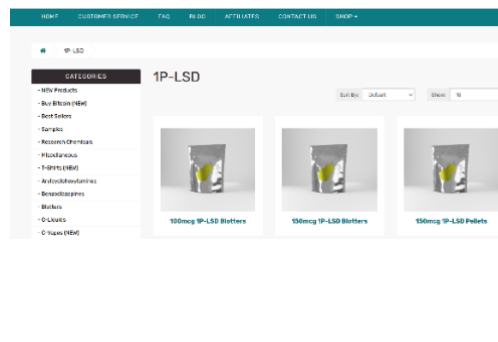 HOME CUSTOMER SERVICE FAQ BLOG AFFILIATES CONTACT US SHOP
1P-LSD
CATEGORIES
1P-LSD
- NEW Products
Sort By: Default Show: 16
- Buy Bitcoin (NEW)
- Best Sellers
- Samples
- Research Chemicals
- Miscellaneous
- T-Shirts (NEW)
- Arylcyclohexylamines
- Benzodiazepines
- Blotters
100mcg 1P-LSD Blotters 150mcg 1P-LSD Blotters 150mcg 1P-LSD Pellets
- C-Liquids
- C-Vapes (NEW)